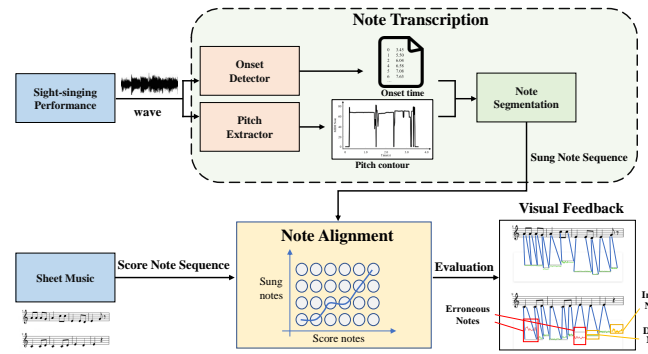 Note Transcription
Onset
Detector
Onset time
Sight-singing
Performance
wave
Pitch
Extractor
Pitch contour
Note
Segmentation
Sung Note Sequence
Visual Feedback
Note Alignment
Sheet Music
Score Note Sequence
Sung
notes
Score notes
Evaluation
Erroneous
Notes
In
N
D